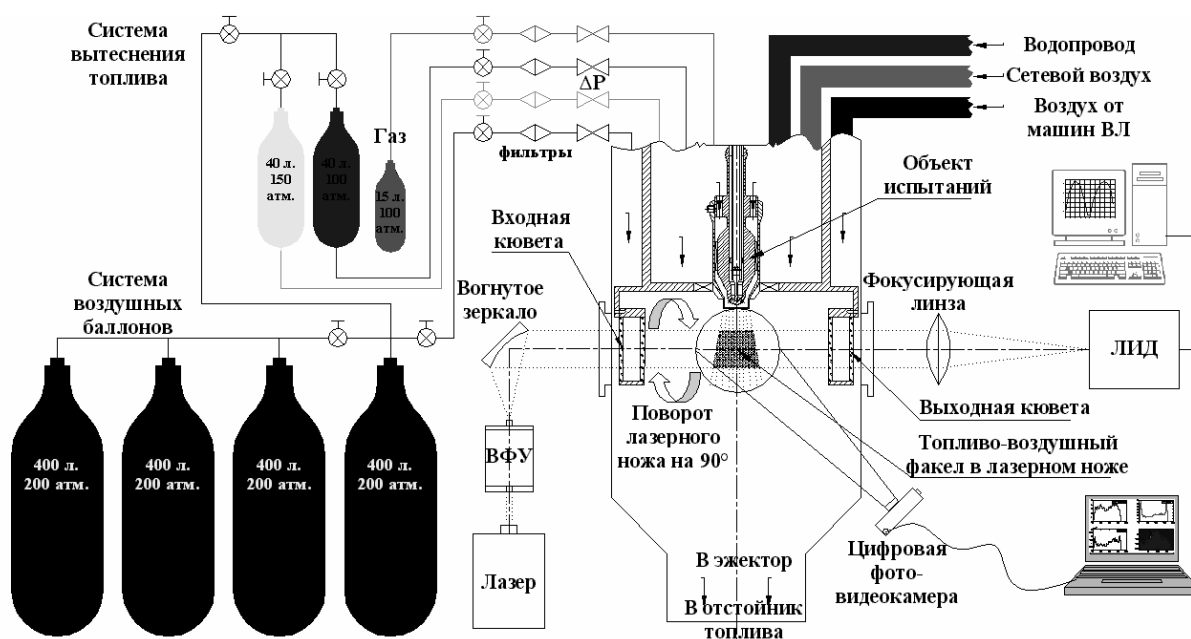 Система
вытеснения
топлива
Водопровод
Сетевой воздух
Воздух от
машин ВЛ
ΔP
фильтры
Газ
40 л.
150
атм.
40 л.
100
атм.
15 л.
100
атм.
Объект
испытаний
Входная
кювета
Вогнутое
зеркало
Фокусирующая
линза
Система
воздушных
баллонов
ЛИД
Поворот
лазерного
ножа на 90°
Выходная кювета
Топливо-воздушный
факел в лазерном ноже
400 л.
200 атм.
400 л.
200 атм.
400 л.
200 атм.
400 л.
200 атм.
ВФУ
Лазер
В эжектор
В отстойник
топлива
Цифровая
фото-
видеокамера